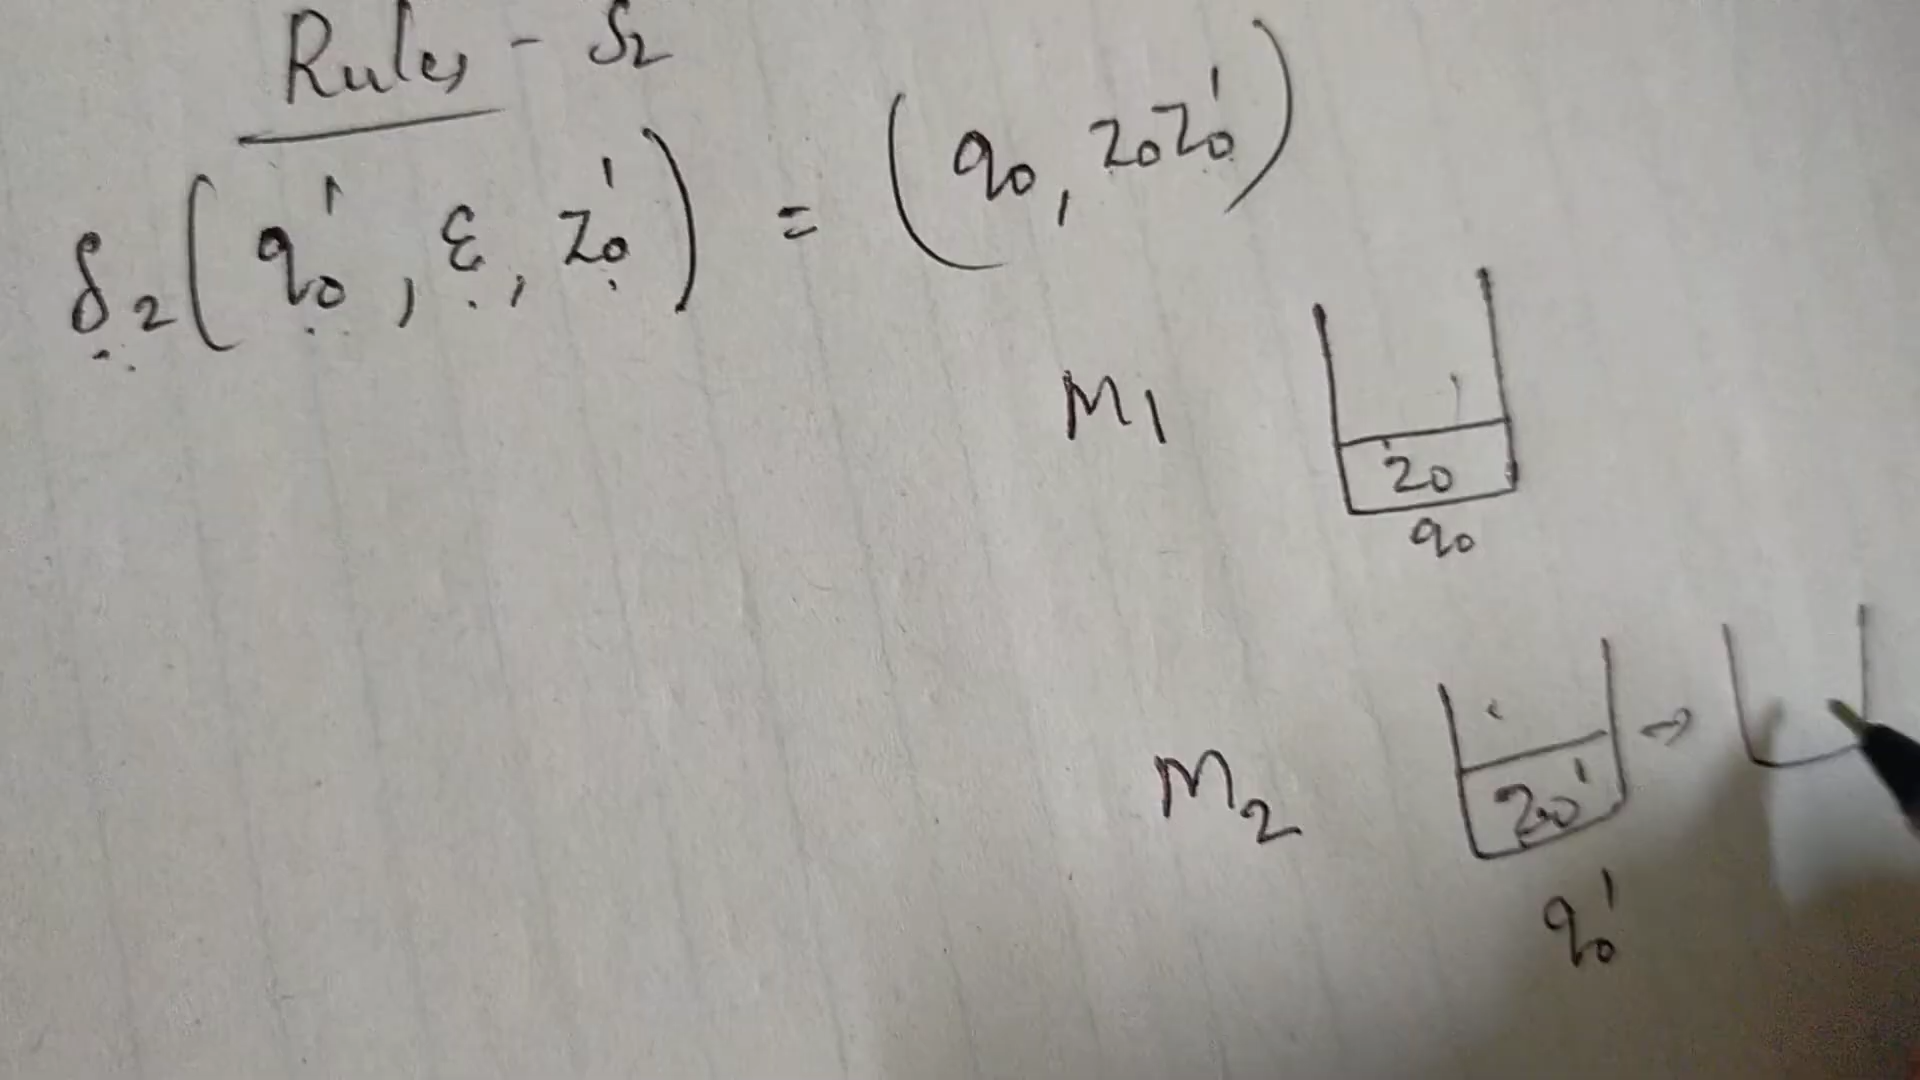 Rules - δ2
δ2(q0', ε, z0') = (q0, z0z0')
M1
z0
q0
M2
z0'
→
q0'